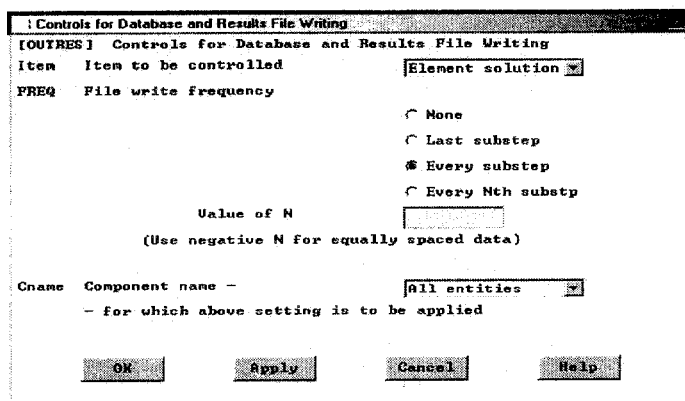 Controls for Database and Results File Writing
[OUTRES] Controls for Database and Results File Writing
Item Item to be controlled Element solution
FREQ File write frequency
None
Last substep
Every substep
Every Nth substp
Value of N
(Use negative N for equally spaced data)
Cname Component name - All entities
- for which above setting is to be applied
OK Apply Cancel Help